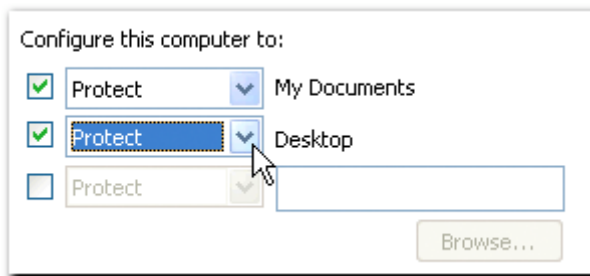 Configure this computer to:
Protect My Documents
Protect Desktop
Protect
Browse...